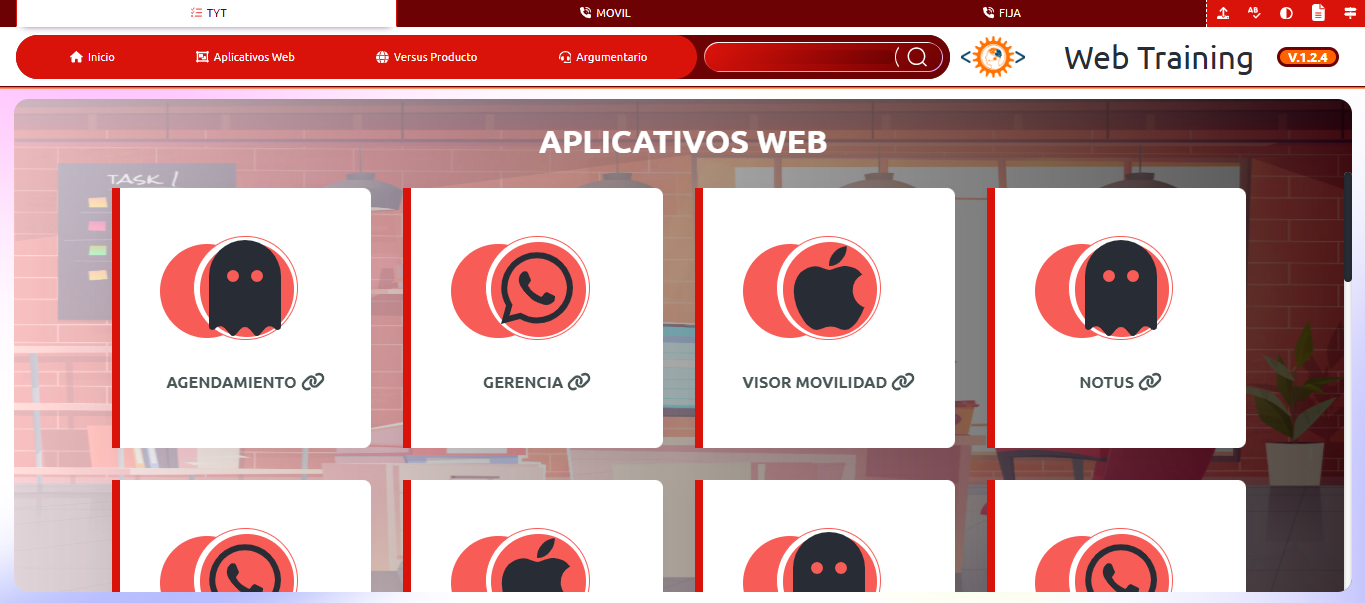 TYT
MOVIL
FIJA
Inicio
Aplicativos Web
Versus Producto
Argumentario
Web Training
V.1.2.4
APLICATIVOS WEB
TASK 1
AGENDAMIENTO
GERENCIA
VISOR MOVILIDAD
NOTUS